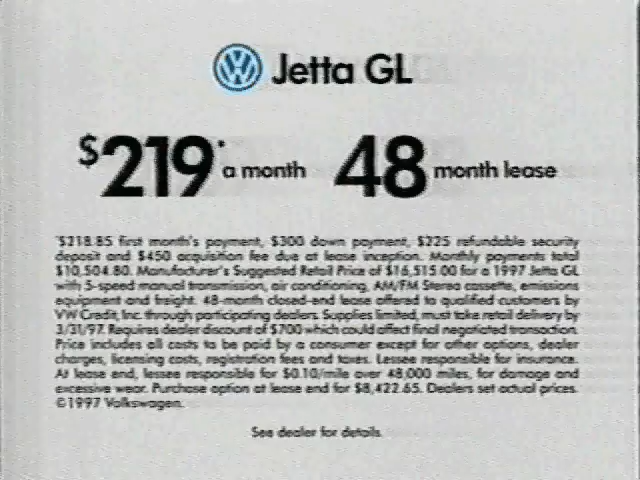 Jetta GL
$219* a month 48 month lease
*$218.85 first month's payment, $300 down payment, $225 refundable security
deposit and $450 acquisition fee due at lease inception. Monthly payments total
$10,504.80. Manufacturer's Suggested Retail Price of $16,515.00 for a 1997 Jetta GL
with 5-speed manual transmission, air conditioning, AM/FM Stereo cassette, emissions
equipment and freight. 48-month closed-end lease offered to qualified customers by
VW Credit, Inc. through participating dealers. Supplies limited, must take retail delivery by
3/31/97. Requires dealer discount of $700 which could affect final negotiated transaction.
Price includes all costs to be paid by a consumer except for other options, dealer
charges, licensing costs, registration fees and taxes. Lessee responsible for insurance.
At lease end, lessee responsible for $0.10/mile over 48,000 miles, for damage and
excessive wear. Purchase option at lease end for $8,422.65. Dealers set actual prices.
©1997 Volkswagen.
See dealer for details.